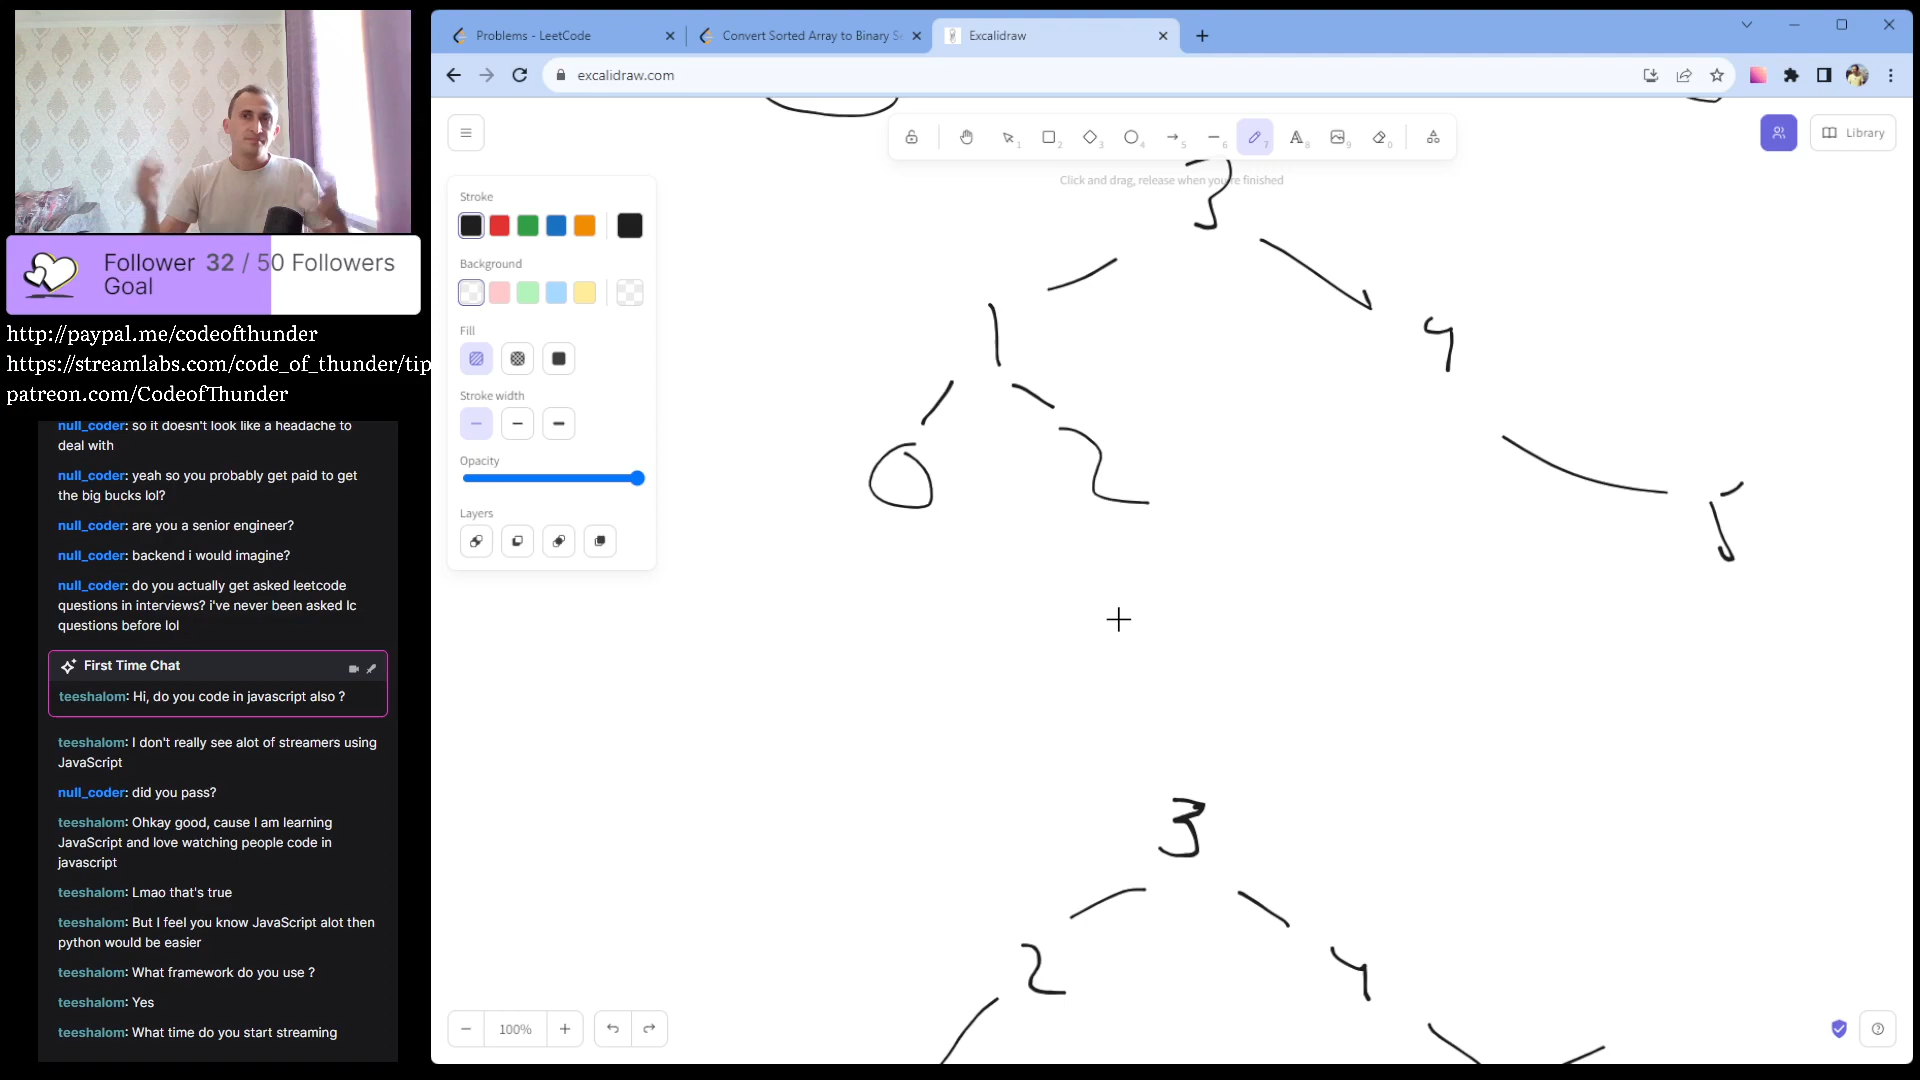 Problems - LeetCode
Convert Sorted Array to Binary S
Excalidraw
excalidraw.com
Library
1 2 3 4 5 6 7 8 9 0
Click and drag, release when you're finished
Stroke
Background
Fill
Stroke width
Opacity
Layers
3
1
4
0
2
3
2
4
100%
Follower 32 / 50 Followers
Goal
http://paypal.me/codeofthunder
https://streamlabs.com/code_of_thunder/tip
patreon.com/CodeofThunder
null_coder: so it doesn't look like a headache to
deal with
null_coder: yeah so you probably get paid to get
the big bucks lol?
null_coder: are you a senior engineer?
null_coder: backend i would imagine?
null_coder: do you actually get asked leetcode
questions in interviews? i've never been asked lc
questions before lol
First Time Chat
teeshalom: Hi, do you code in javascript also ?
teeshalom: I don't really see alot of streamers using
JavaScript
null_coder: did you pass?
teeshalom: Ohkay good, cause I am learning
JavaScript and love watching people code in
javascript
teeshalom: Lmao that's true
teeshalom: But I feel you know JavaScript alot then
python would be easier
teeshalom: What framework do you use ?
teeshalom: Yes
teeshalom: What time do you start streaming